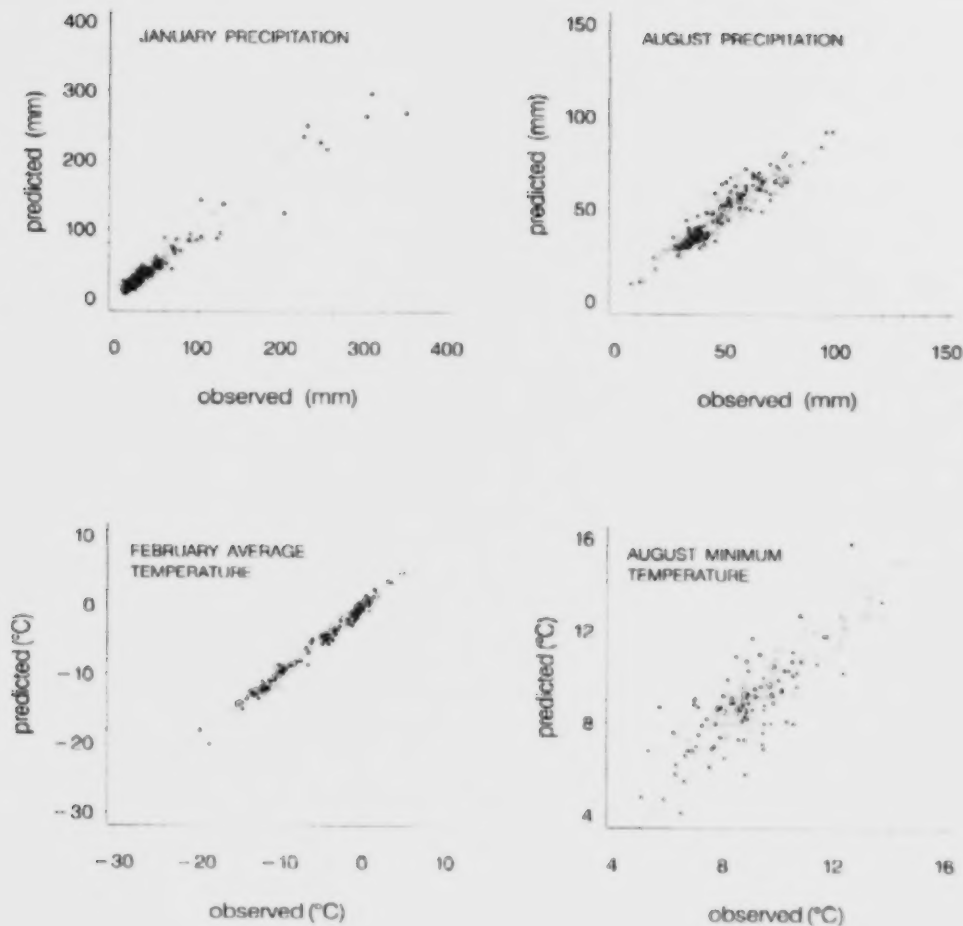 400
JANUARY PRECIPITATION
300
200
100
0
predicted (mm)
0 100 200 300 400
observed (mm)
150
AUGUST PRECIPITATION
100
50
0
predicted (mm)
0 50 100 150
observed (mm)
10
FEBRUARY AVERAGE
TEMPERATURE
0
-10
-20
-30
predicted (°C)
-30 -20 -10 0 10
observed (°C)
16
AUGUST MINIMUM
TEMPERATURE
12
8
4
predicted (°C)
4 8 12 16
observed (°C)